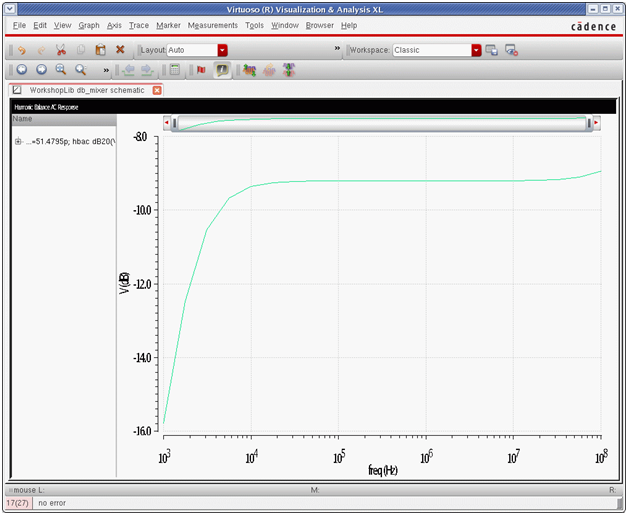 Virtuoso (R) Visualization & Analysis XL
File Edit View Graph Axis Trace Marker Measurements Tools Window Browser Help
cādence
Layout: Auto » Workspace: Classic
»
WorkshopLib db_mixer schematic
Harmonic Balance AC Response
Name
...=51.4795p; hbac dB20(V
-8.0
-10.0
-12.0
-14.0
-16.0
V (dB)
10^3 10^4 10^5 10^6 10^7 10^8
freq (Hz)
mouse L: M: R:
17(27) no error